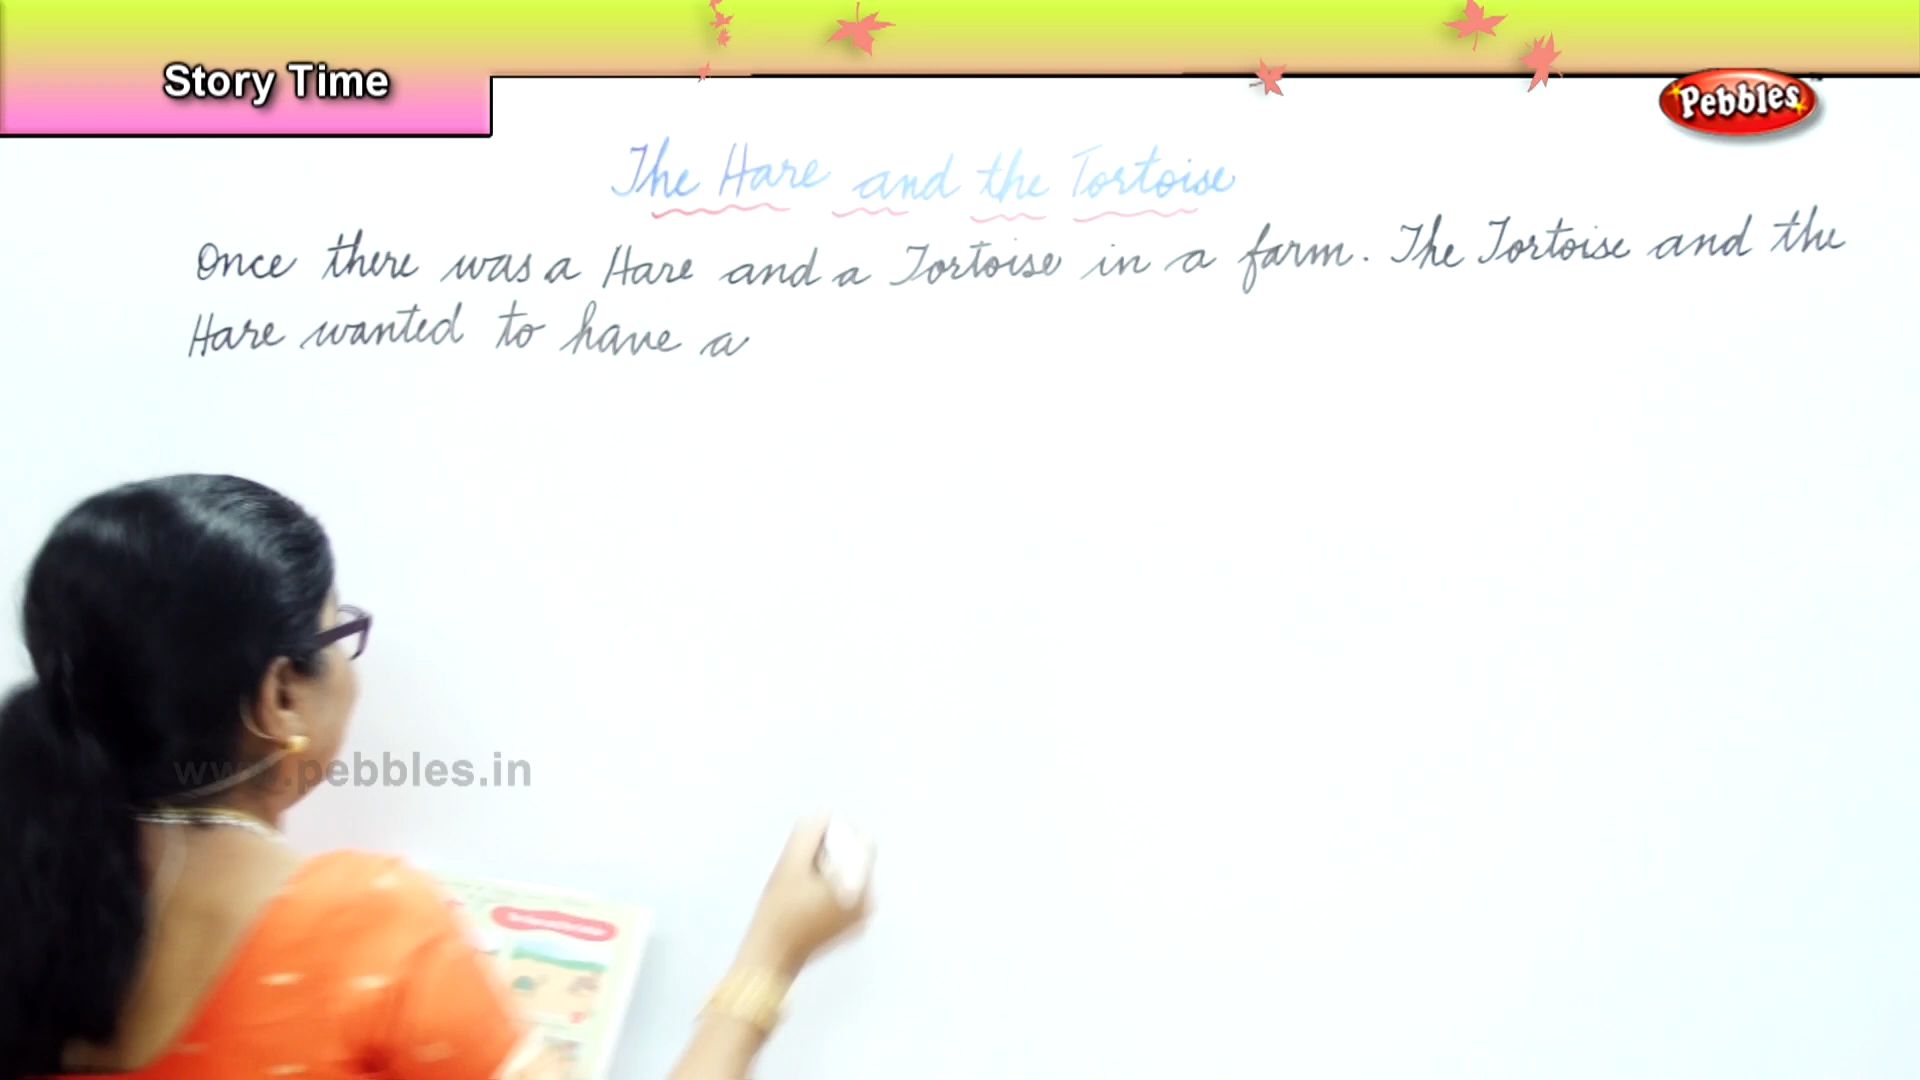 Story Time
Pebbles
The Hare and the Tortoise
Once there was a Hare and a Tortoise in a farm. The Tortoise and the
Hare wanted to have a
www.pebbles.in